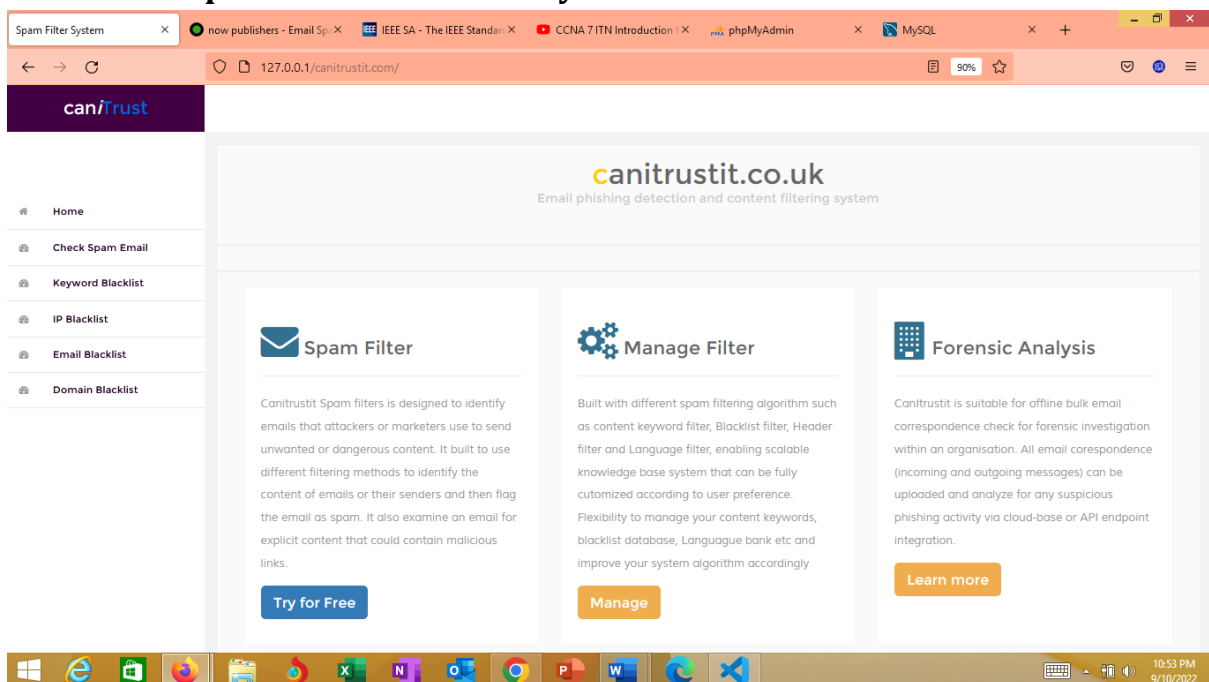 Spam Filter System
now publishers - Email Sp
IEEE SA - The IEEE Standar
CCNA 7 ITN Introduction t
phpMyAdmin
MySQL
127.0.0.1/canitrustit.com/
90%
caniTrust
canitrustit.co.uk
Email phishing detection and content filtering system
Home
Check Spam Email
Keyword Blacklist
IP Blacklist
Email Blacklist
Domain Blacklist
Spam Filter
Canitrustit Spam filters is designed to identify
emails that attackers or marketers use to send
unwanted or dangerous content. It built to use
different filtering methods to identify the
content of emails or their senders and then flag
the email as spam. It also examine an email for
explicit content that could contain malicious
links.
Try for Free
Manage Filter
Built with different spam filtering algorithm such
as content keyword filter, Blacklist filter, Header
filter and Language filter, enabling scalable
knowledge base system that can be fully
cutomized according to user preference.
Flexibility to manage your content keywords,
blacklist database, Languague bank etc and
improve your system algorithm accordingly
Manage
Forensic Analysis
CanItrustit is suitable for offline bulk email
correspondence check for forensic investigation
within an organisation. All email corespondence
(incoming and outgoing messages) can be
uploaded and analyze for any suspicious
phishing activity via cloud-base or API endpoint
integration.
Learn more
10:53 PM
9/10/2022